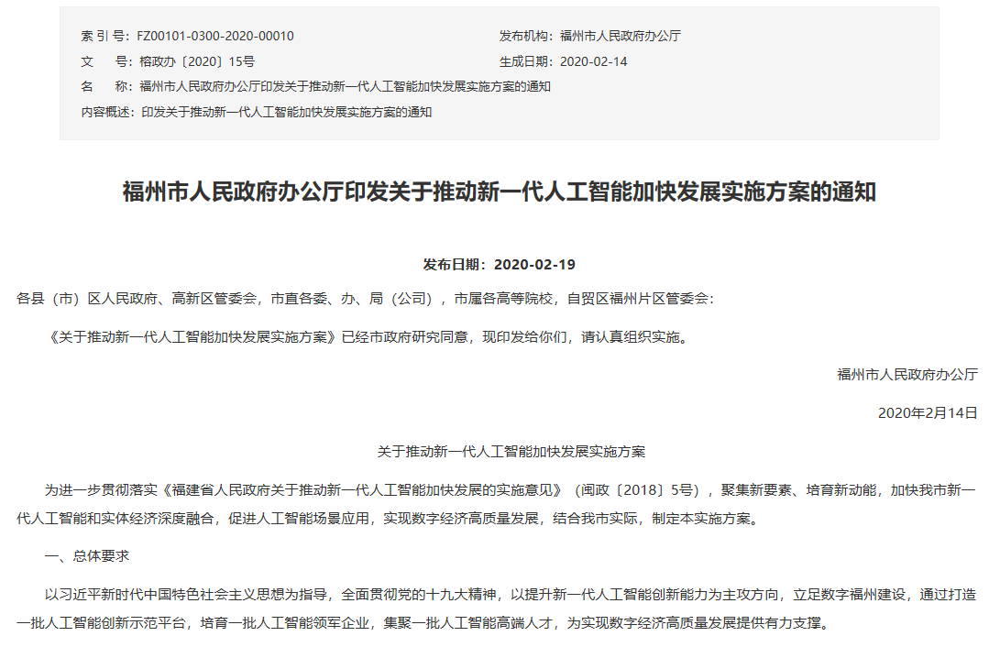 索 引 号：FZ00101-0300-2020-00010
发布机构：福州市人民政府办公厅
文 号：榕政办〔2020〕15号
生成日期：2020-02-14
名 称：福州市人民政府办公厅印发关于推动新一代人工智能加快发展实施方案的通知
内容概述：印发关于推动新一代人工智能加快发展实施方案的通知
福州市人民政府办公厅印发关于推动新一代人工智能加快发展实施方案的通知
发布日期：2020-02-19
各县（市）区人民政府、高新区管委会，市直各委、办、局（公司），市属各高等院校，自贸区福州片区管委会：
《关于推动新一代人工智能加快发展实施方案》已经市政府研究同意，现印发给你们，请认真组织实施。
福州市人民政府办公厅
2020年2月14日
关于推动新一代人工智能加快发展实施方案
为进一步贯彻落实《福建省人民政府关于推动新一代人工智能加快发展的实施意见》（闽政〔2018〕5号），聚集新要素、培育新动能，加快我市新一
代人工智能和实体经济深度融合，促进人工智能场景应用，实现数字经济高质量发展，结合我市实际，制定本实施方案。
一、总体要求
以习近平新时代中国特色社会主义思想为指导，全面贯彻党的十九大精神，以提升新一代人工智能创新能力为主攻方向，立足数字福州建设，通过打造
一批人工智能创新示范平台，培育一批人工智能领军企业，集聚一批人工智能高端人才，为实现数字经济高质量发展提供有力支撑。